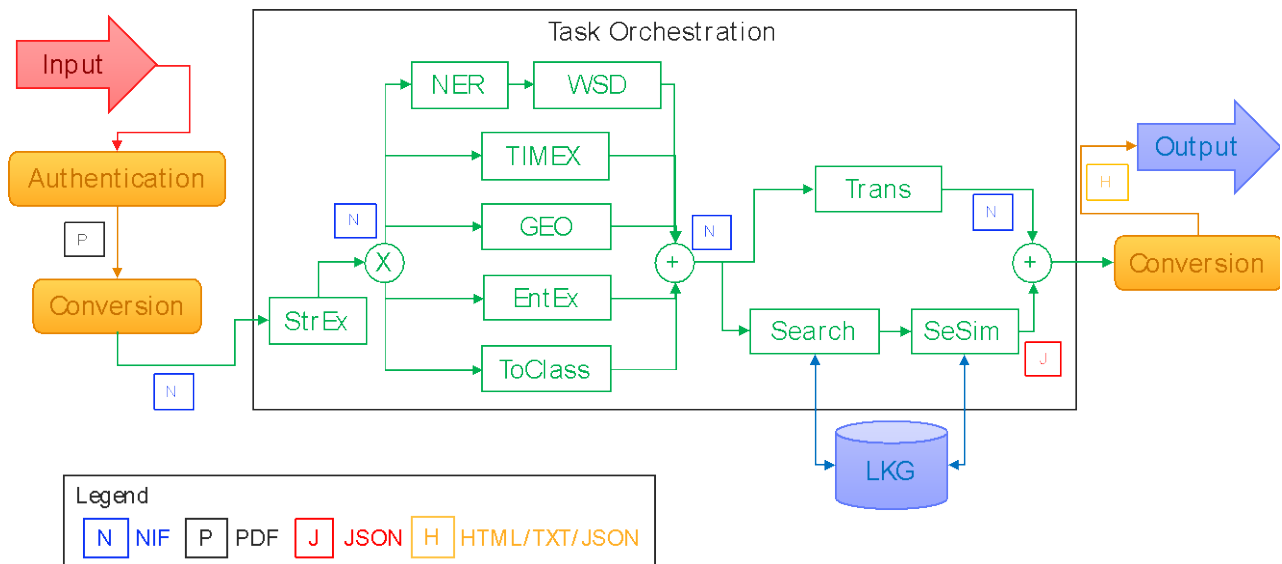 Task Orchestration
Input
NER
WSD
Authentication
TIMEX
Output
Trans
H
N
GEO
N
N
P
X
+
+
Conversion
Conversion
EntEx
StrEx
Search
SeSim
J
ToClass
N
LKG
Legend
N NIF P PDF J JSON H HTML/TXT/JSON